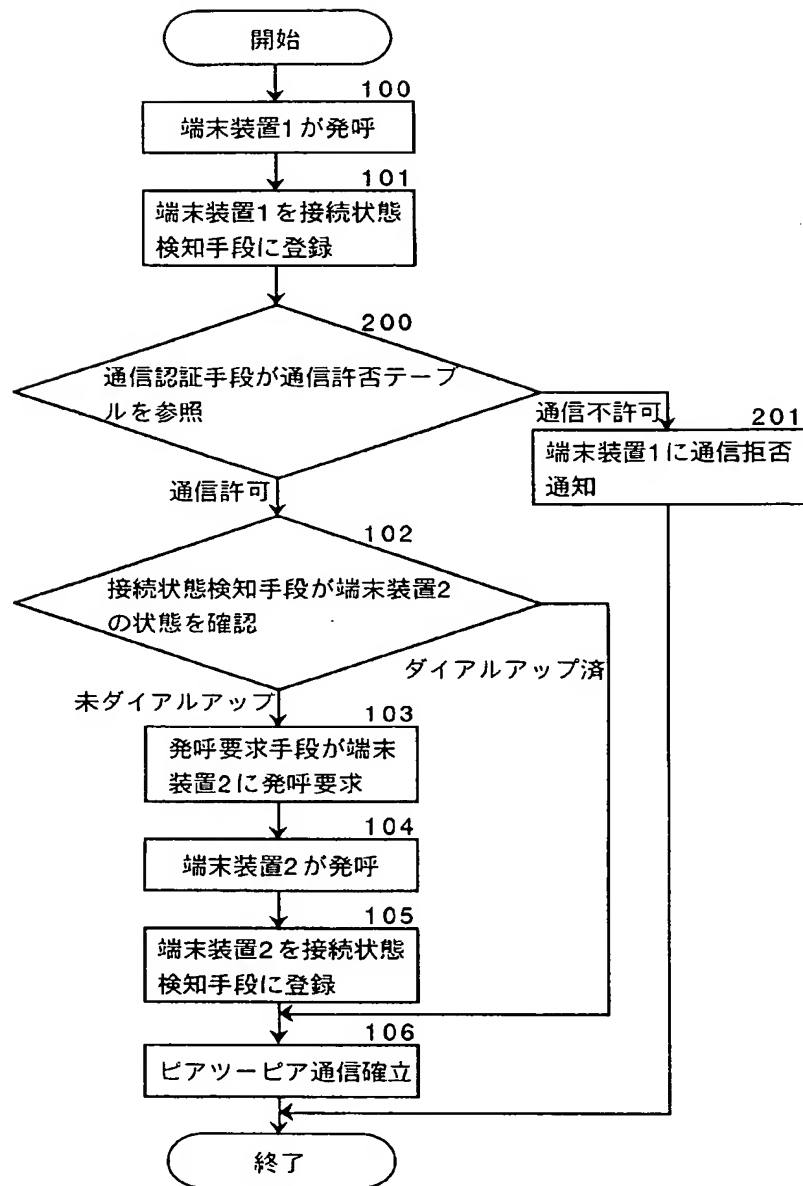 開始
100
端末装置1が発呼
101
端末装置1を接続状態
検知手段に登録
200
通信認証手段が通信許否テーブ
ルを参照
通信不許可
201
端末装置1に通信拒否
通知
通信許可
102
接続状態検知手段が端末装置2
の状態を確認
ダイアルアップ済
未ダイアルアップ
103
発呼要求手段が端末
装置2に発呼要求
104
端末装置2が発呼
105
端末装置2を接続状態
検知手段に登録
106
ピアツーピア通信確立
終了